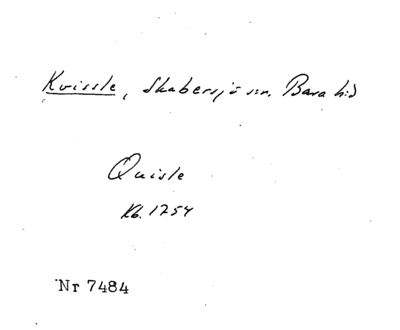 Kvissle, Skabersjö sn. Bara hd
Quisle
Kb. 1754
Nr 7484